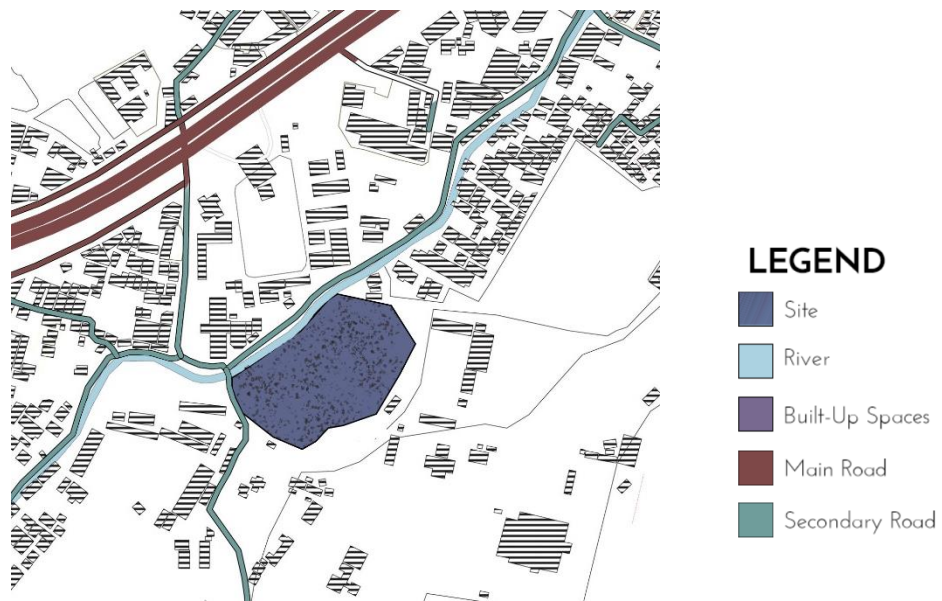 LEGEND
Site
River
Built-Up Spaces
Main Road
Secondary Road